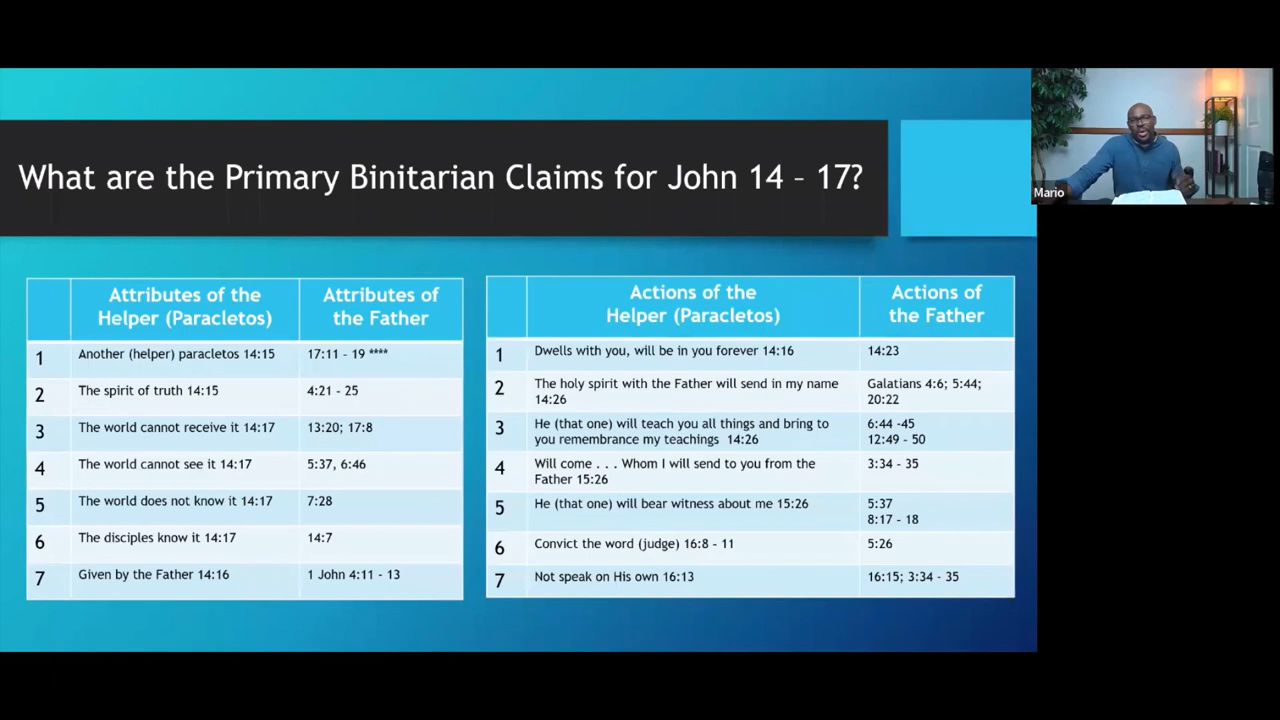 What are the Primary Binitarian Claims for John 14 – 17?
Mario
Attributes of the
Helper (Paracletos)
Attributes of
the Father
1
Another (helper) paracletos 14:15
17:11 – 19 ****
2
The spirit of truth 14:15
4:21 - 25
3
The world cannot receive it 14:17
13:20; 17:8
4
The world cannot see it 14:17
5:37, 6:46
5
The world does not know it 14:17
7:28
6
The disciples know it 14:17
14:7
7
Given by the Father 14:16
1 John 4:11 - 13
Actions of the
Helper (Paracletos)
Actions of
the Father
1
Dwells with you, will be in you forever 14:16
14:23
2
The holy spirit with the Father will send in my name
14:26
Galatians 4:6; 5:44;
20:22
3
He (that one) will teach you all things and bring to
you remembrance my teachings 14:26
6:44 -45
12:49 – 50
4
Will come . . . Whom I will send to you from the
Father 15:26
3:34 – 35
5
He (that one) will bear witness about me 15:26
5:37
8:17 – 18
6
Convict the word (judge) 16:8 – 11
5:26
7
Not speak on His own 16:13
16:15; 3:34 - 35